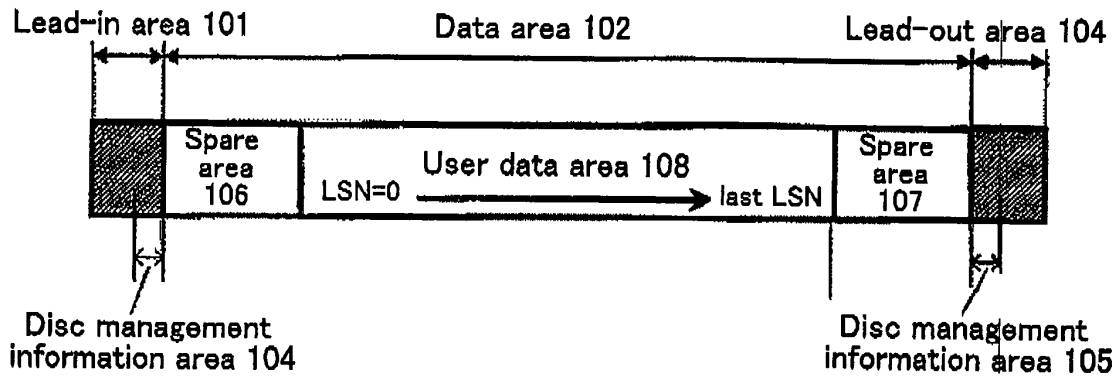 Lead-in area 101
Data area 102
Lead-out area 104
Spare
area
106
User data area 108
LSN=0
last LSN
Spare
area
107
Disc management
information area 104
Disc management
information area 105